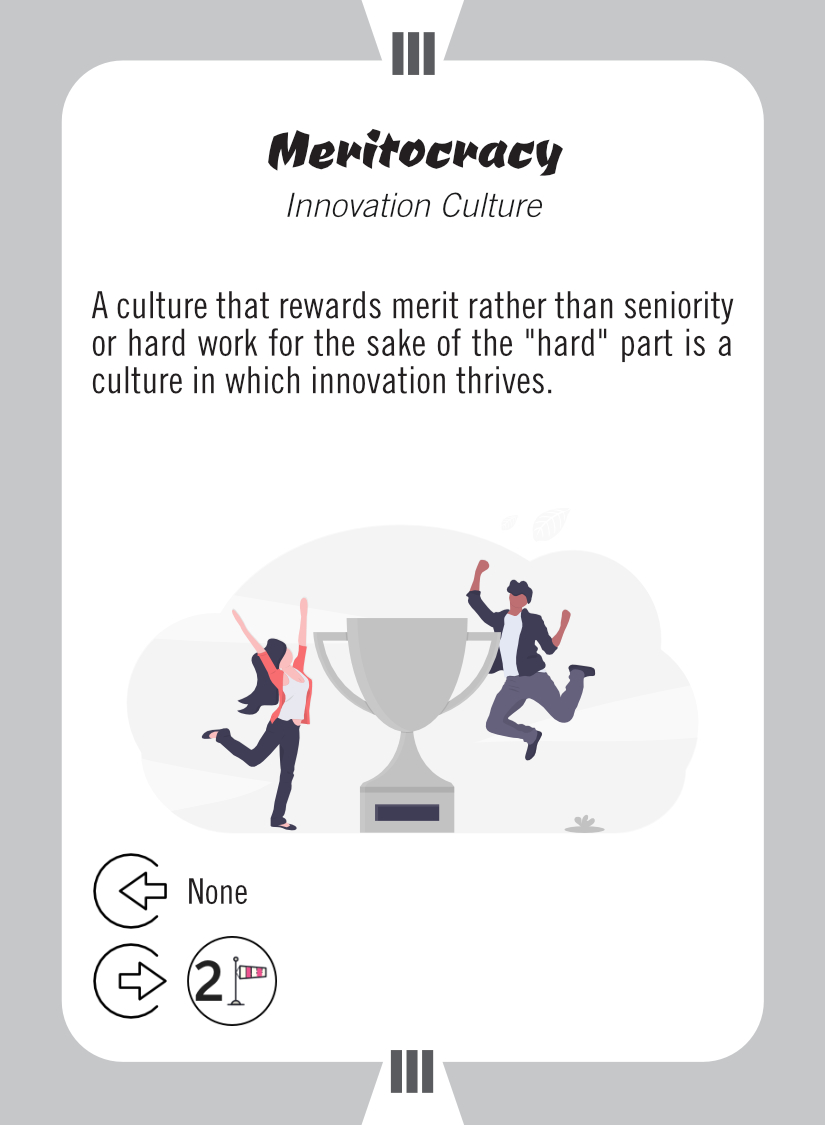 III
Meritocracy
Innovation Culture
A culture that rewards merit rather than seniority
or hard work for the sake of the "hard" part is a
culture in which innovation thrives.
None
2
III